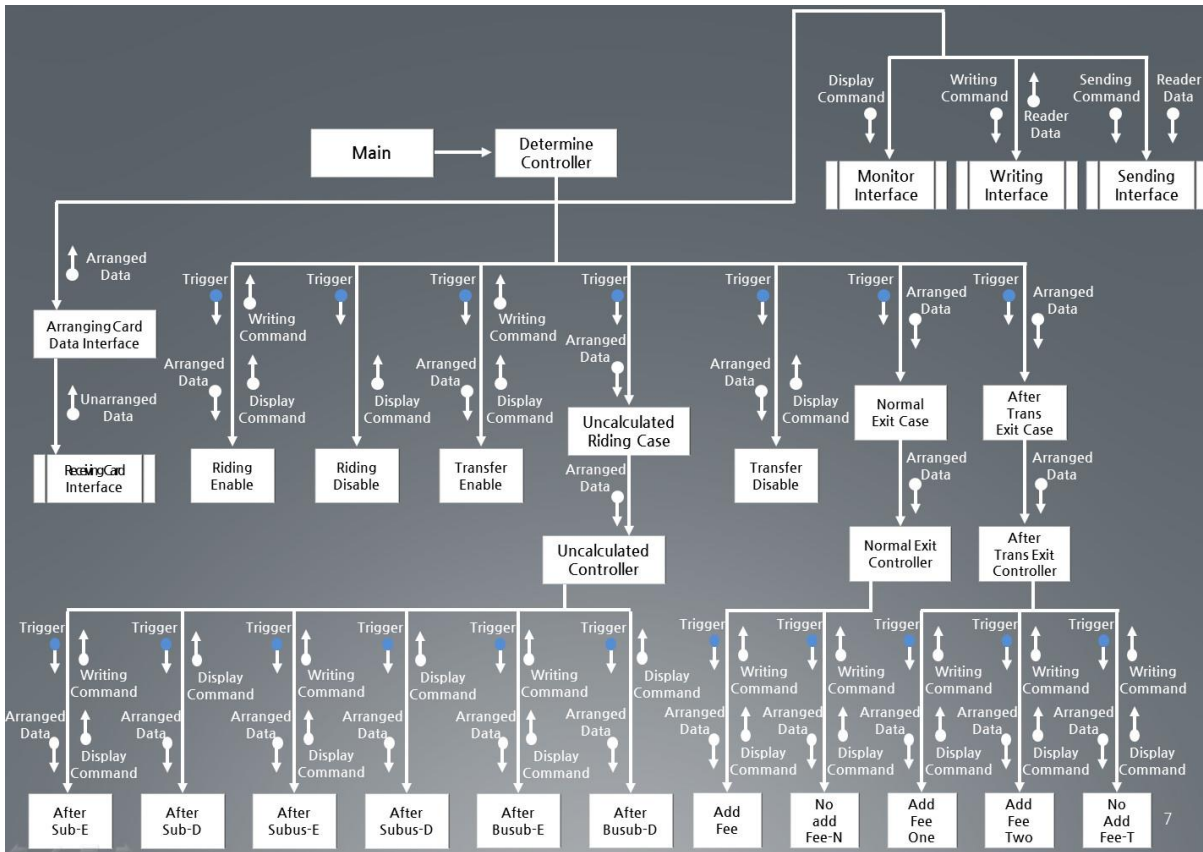 Display
Command
Writing
Command
Reader
Data
Sending
Command
Reader
Data
Main
Determine
Controller
Monitor
Interface
Writing
Interface
Sending
Interface
Arranged
Data
Arranging Card
Data Interface
Unarranged
Data
Receiving Card
Interface
Trigger
Writing
Command
Arranged
Data
Display
Command
Riding
Enable
Trigger
Display
Command
Riding
Disable
Trigger
Writing
Command
Arranged
Data
Display
Command
Transfer
Enable
Trigger
Arranged
Data
Uncalculated
Riding Case
Arranged
Data
Uncalculated
Controller
Trigger
Display
Command
Transfer
Disable
Trigger
Arranged
Data
Normal
Exit Case
Arranged
Data
Normal Exit
Controller
Trigger
Arranged
Data
After
Trans
Exit Case
Arranged
Data
After
Trans Exit
Controller
Trigger
Writing
Command
Arranged
Data
Display
Command
After
Sub-E
Trigger
Display
Command
Arranged
Data
After
Sub-D
Trigger
Writing
Command
Arranged
Data
Display
Command
After
Subus-E
Trigger
Display
Command
Arranged
Data
After
Subus-D
Trigger
Writing
Command
Arranged
Data
Display
Command
After
Busub-E
Trigger
Display
Command
Arranged
Data
After
Busub-D
Trigger
Writing
Command
Arranged
Data
Display
Command
Add
Fee
Trigger
Writing
Command
Arranged
Data
Display
Command
No
add
Fee-N
Trigger
Writing
Command
Arranged
Data
Display
Command
Add
Fee
One
Trigger
Writing
Command
Arranged
Data
Display
Command
Add
Fee
Two
Trigger
Writing
Command
Arranged
Data
Display
Command
No
Add
Fee-T
7